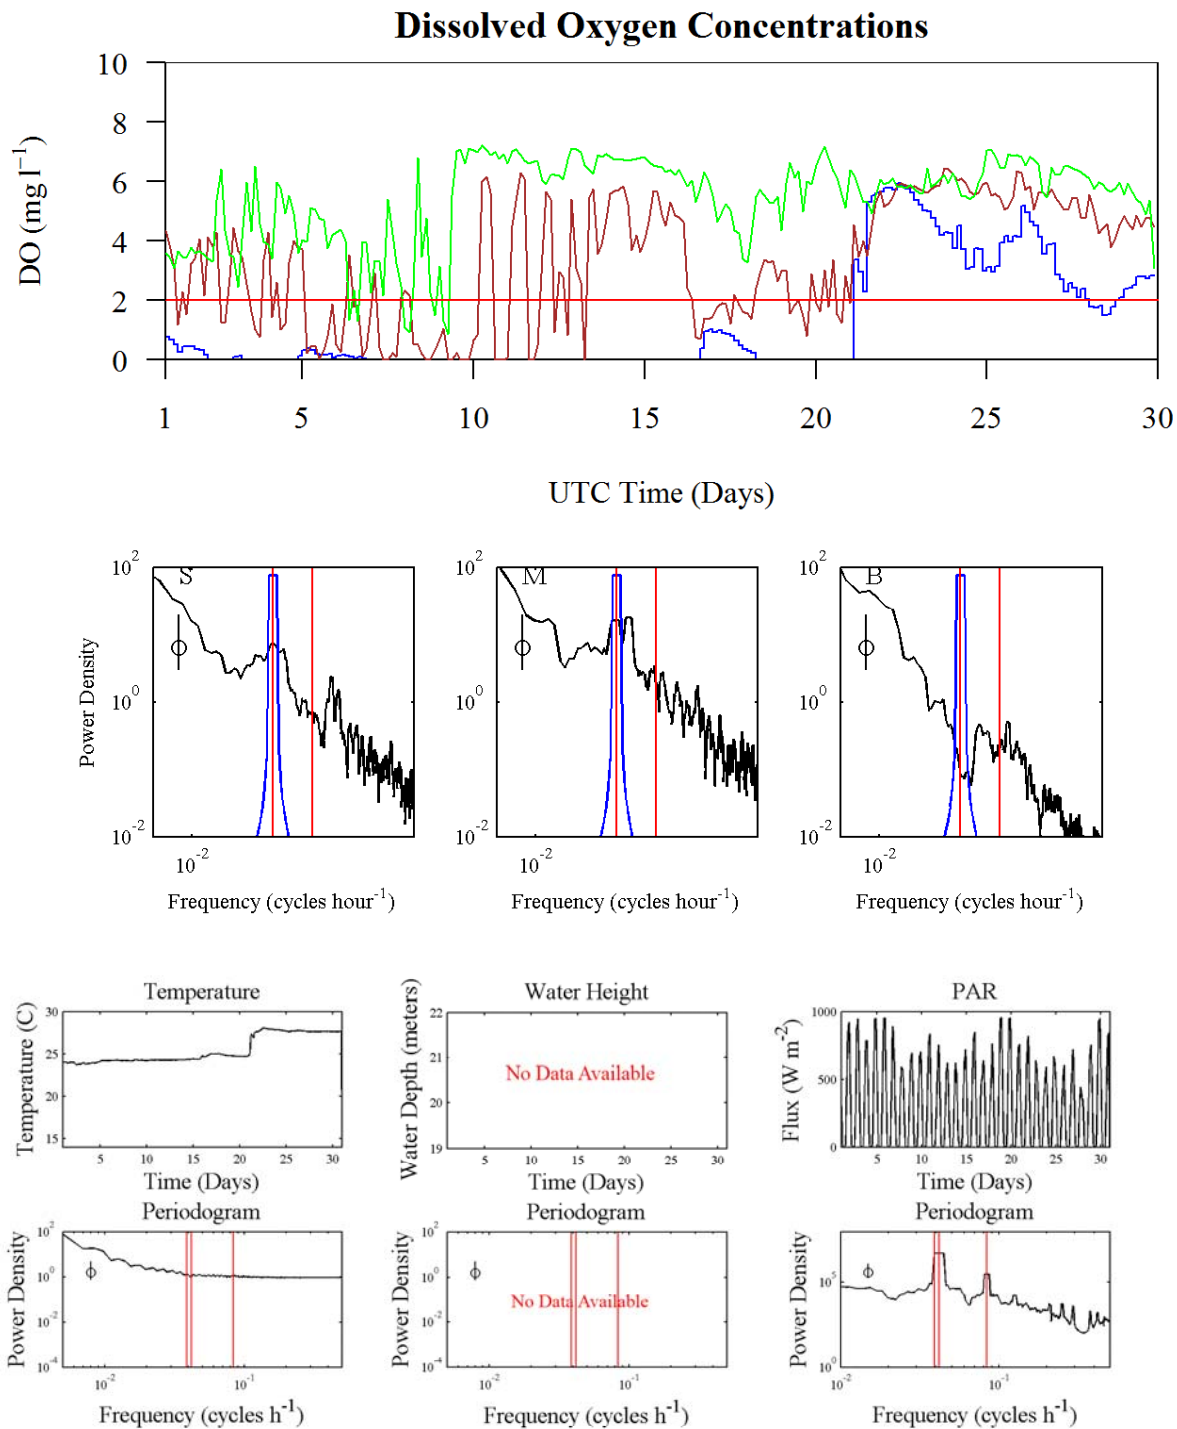 Dissolved Oxygen Concentrations
DO (mg l⁻¹)
10
8
6
4
2
0
1 5 10 15 20 25 30
UTC Time (Days)
Power Density
10² 10⁰ 10⁻²
S
ϕ
10⁻²
Frequency (cycles hour⁻¹)
10² 10⁰ 10⁻²
M
ϕ
10⁻²
Frequency (cycles hour⁻¹)
10² 10⁰ 10⁻²
B
ϕ
10⁻²
Frequency (cycles hour⁻¹)
Temperature
Temperature (C)
30 25 20 15
5 10 15 20 25 30
Time (Days)
Water Height
Water Depth (meters)
22 21 20 19
No Data Available
5 10 15 20 25 30
Time (Days)
PAR
Flux (W m⁻²)
1000 500 0
5 10 15 20 25 30
Time (Days)
Periodogram
Power Density
10² 10⁰ 10⁻² 10⁻⁴
ϕ
10⁻² 10⁻¹
Frequency (cycles h⁻¹)
Periodogram
Power Density
10² 10⁰ 10⁻² 10⁻⁴
ϕ
No Data Available
10⁻² 10⁻¹
Frequency (cycles h⁻¹)
Periodogram
Power Density
10⁵ 10⁰
ϕ
10⁻² 10⁻¹
Frequency (cycles h⁻¹)